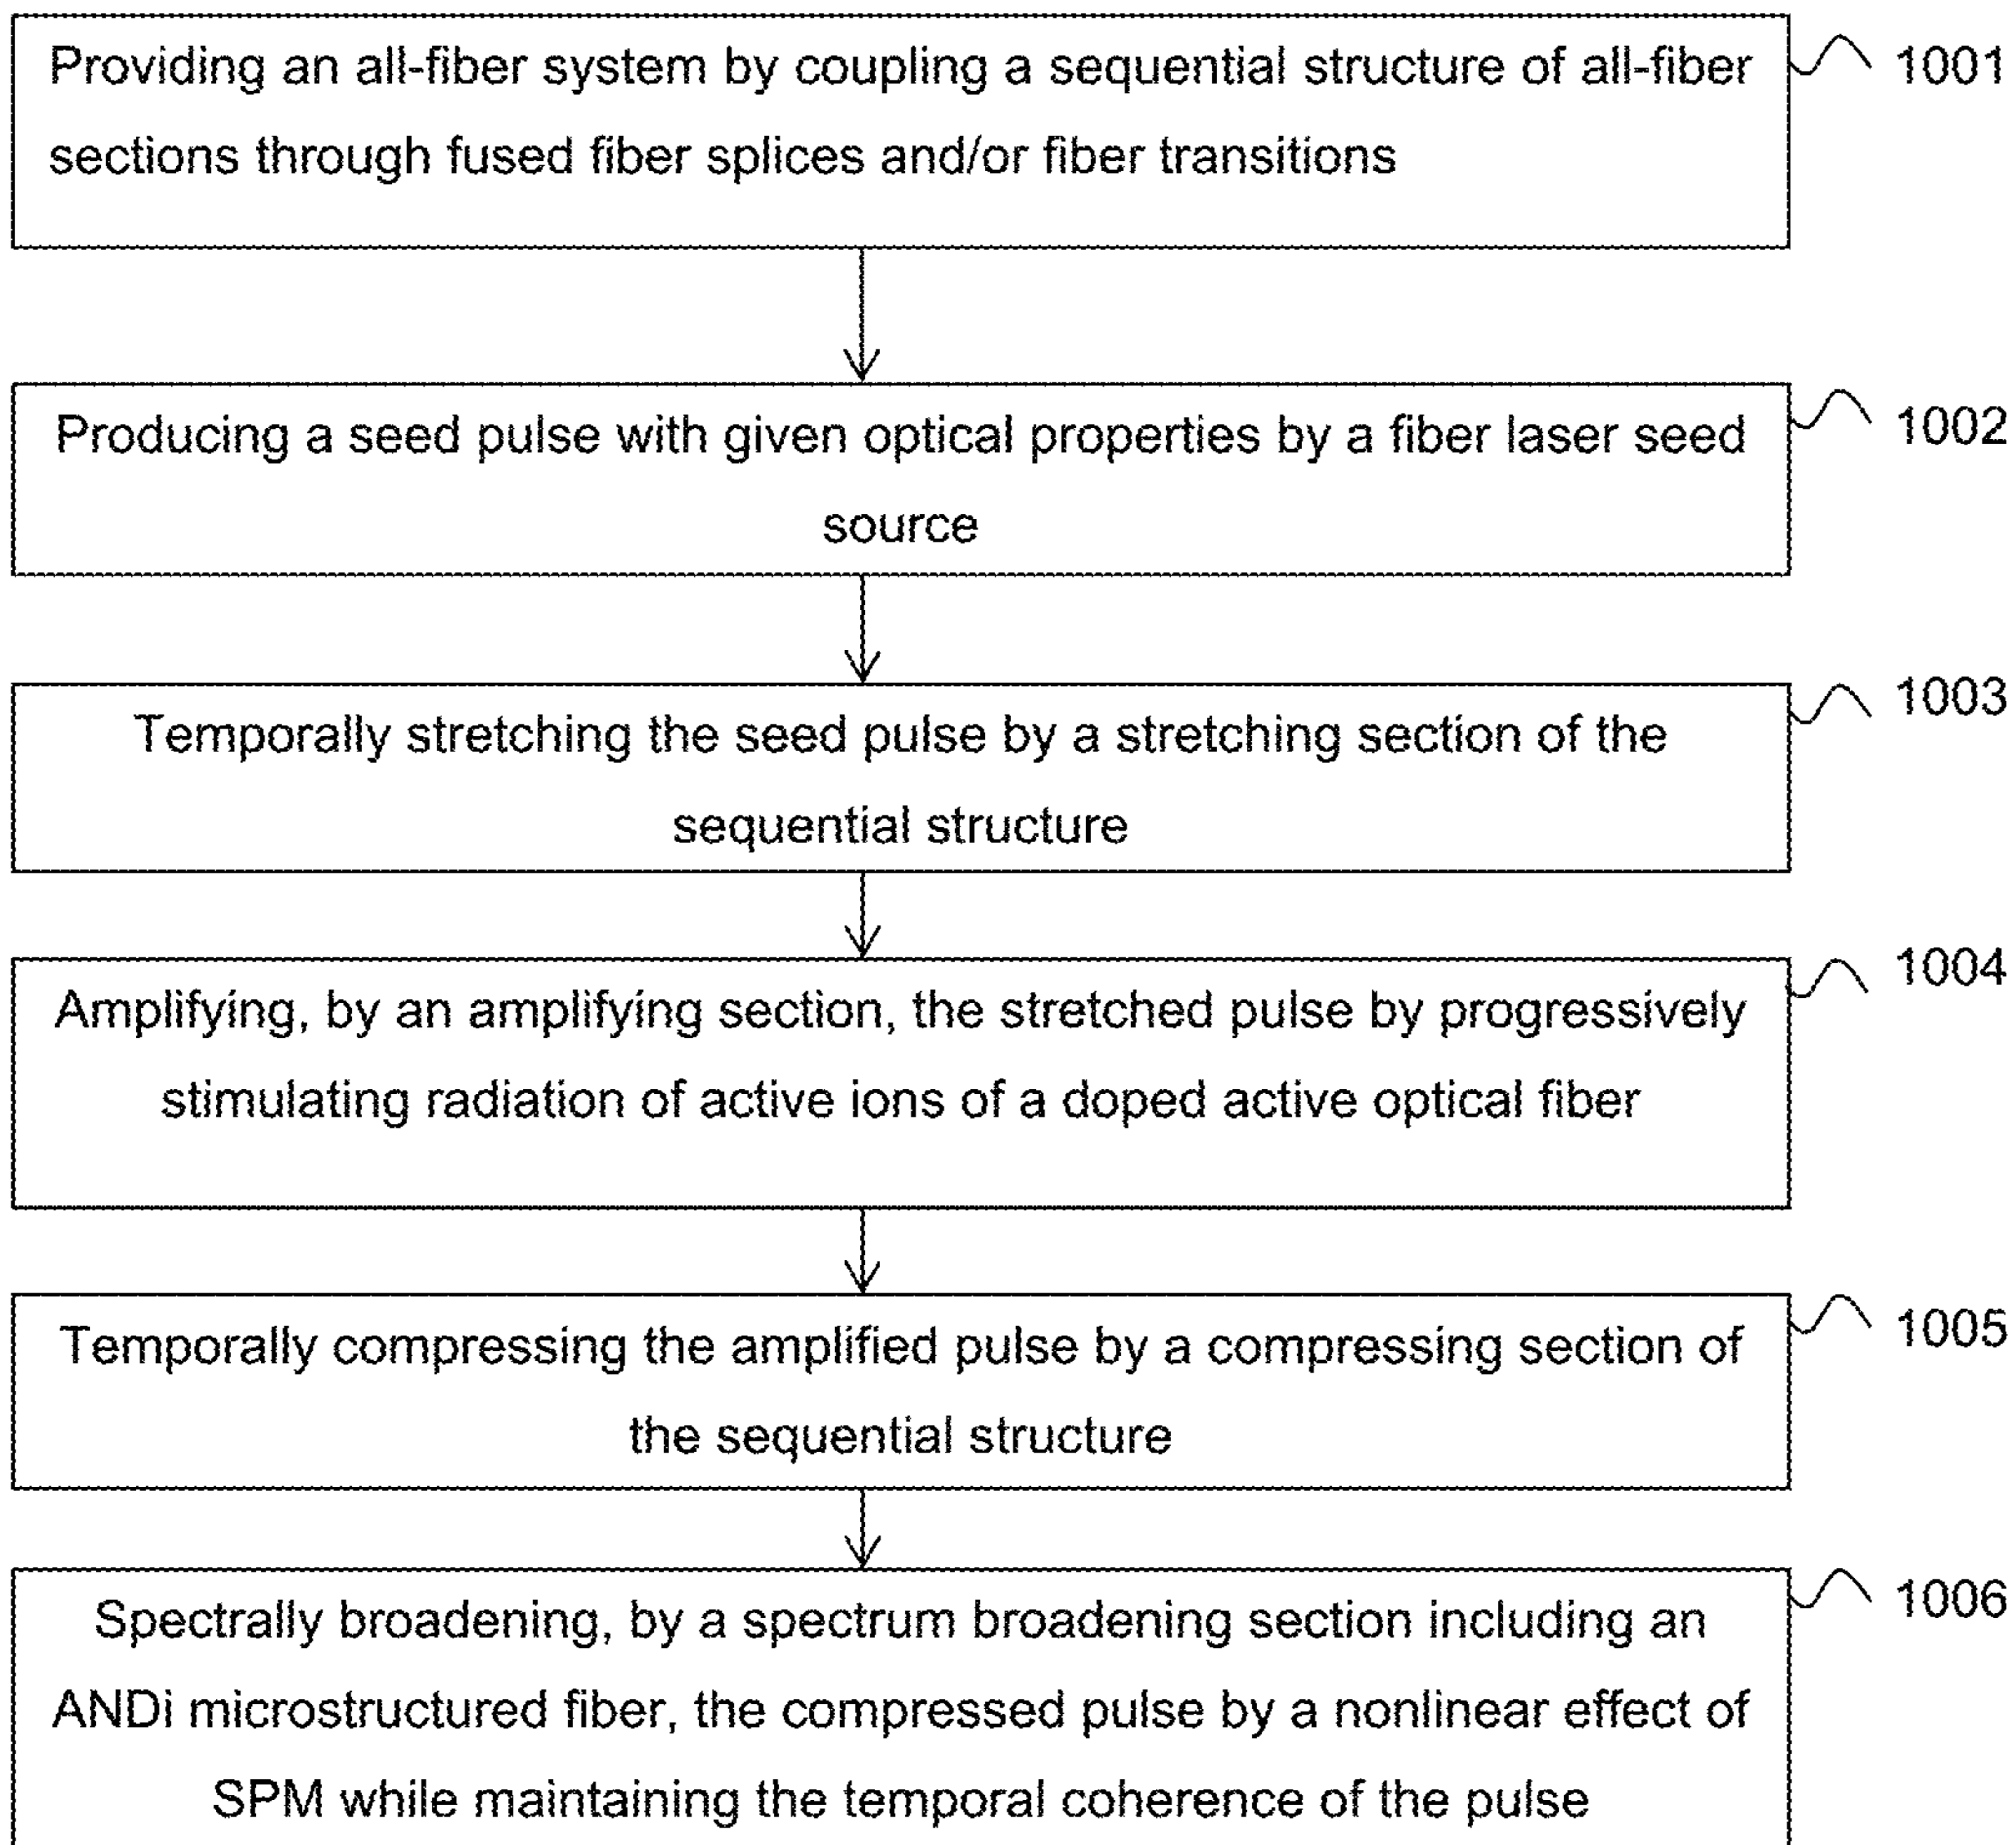 Providing an all-fiber system by coupling a sequential structure of all-fiber
sections through fused fiber splices and/or fiber transitions
1001
Producing a seed pulse with given optical properties by a fiber laser seed
source
1002
Temporally stretching the seed pulse by a stretching section of the
sequential structure
1003
Amplifying, by an amplifying section, the stretched pulse by progressively
stimulating radiation of active ions of a doped active optical fiber
1004
Temporally compressing the amplified pulse by a compressing section of
the sequential structure
1005
Spectrally broadening, by a spectrum broadening section including an
ANDi microstructured fiber, the compressed pulse by a nonlinear effect of
SPM while maintaining the temporal coherence of the pulse
1006